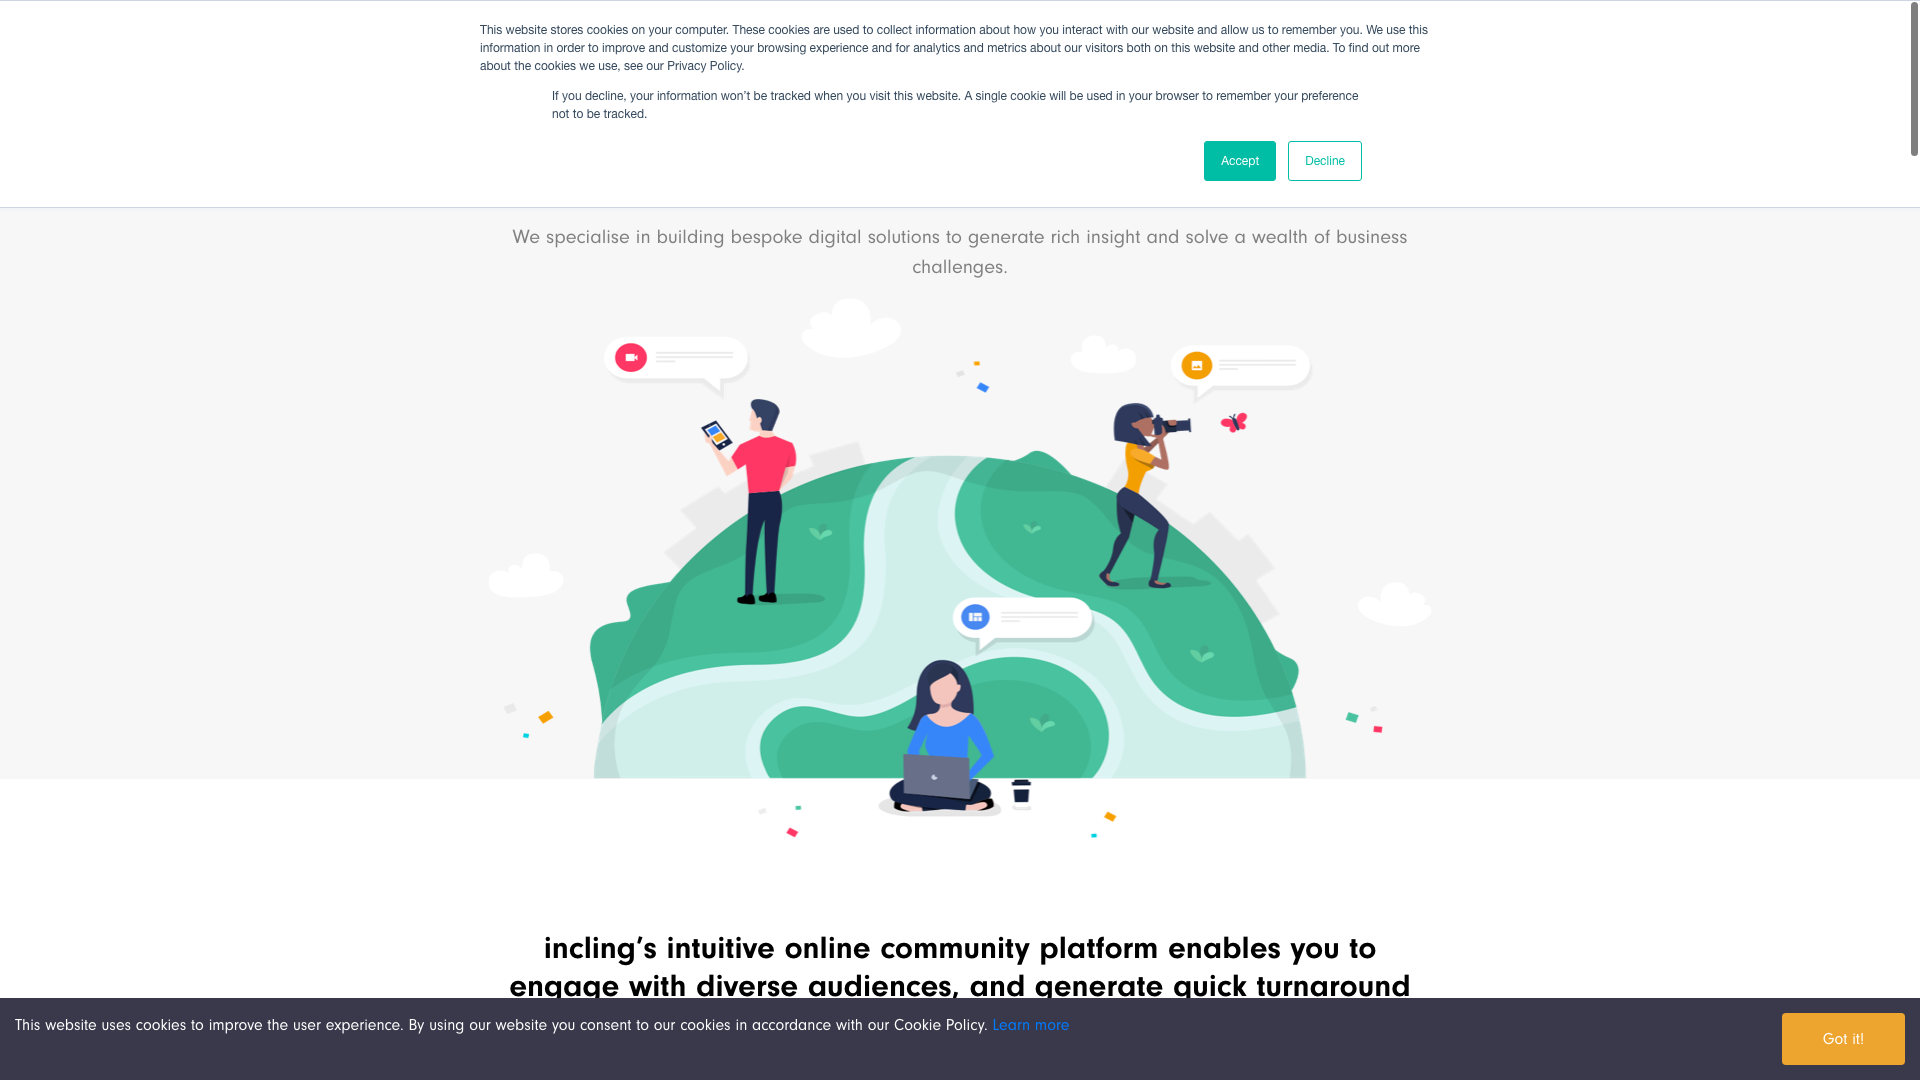 This website stores cookies on your computer. These cookies are used to collect information about how you interact with our website and allow us to remember you. We use this
information in order to improve and customize your browsing experience and for analytics and metrics about our visitors both on this website and other media. To find out more
about the cookies we use, see our Privacy Policy.
If you decline, your information won’t be tracked when you visit this website. A single cookie will be used in your browser to remember your preference
not to be tracked.
Accept
Decline
We specialise in building bespoke digital solutions to generate rich insight and solve a wealth of business
challenges.
incling’s intuitive online community platform enables you to
engage with diverse audiences, and generate quick turnaround
This website uses cookies to improve the user experience. By using our website you consent to our cookies in accordance with our Cookie Policy. Learn more
Got it!